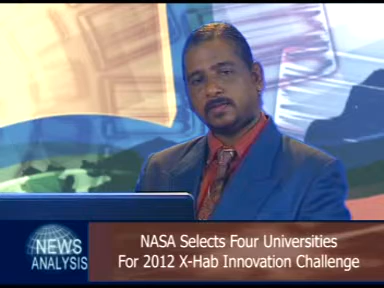 NASA Selects Four Universities
For 2012 X-Hab Innovation Challenge
NEWS
ANALYSIS